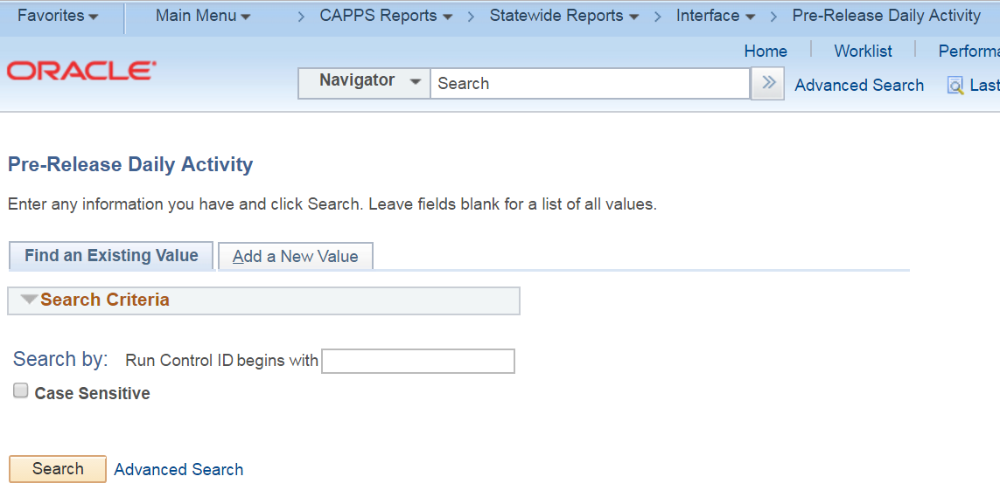 Favorites Main Menu > CAPPS Reports > Statewide Reports > Interface > Pre-Release Daily Activity
Home Worklist Performa
ORACLE
Navigator Search Advanced Search Last
Pre-Release Daily Activity
Enter any information you have and click Search. Leave fields blank for a list of all values.
Find an Existing Value Add a New Value
Search Criteria
Search by: Run Control ID begins with
Case Sensitive
Search Advanced Search